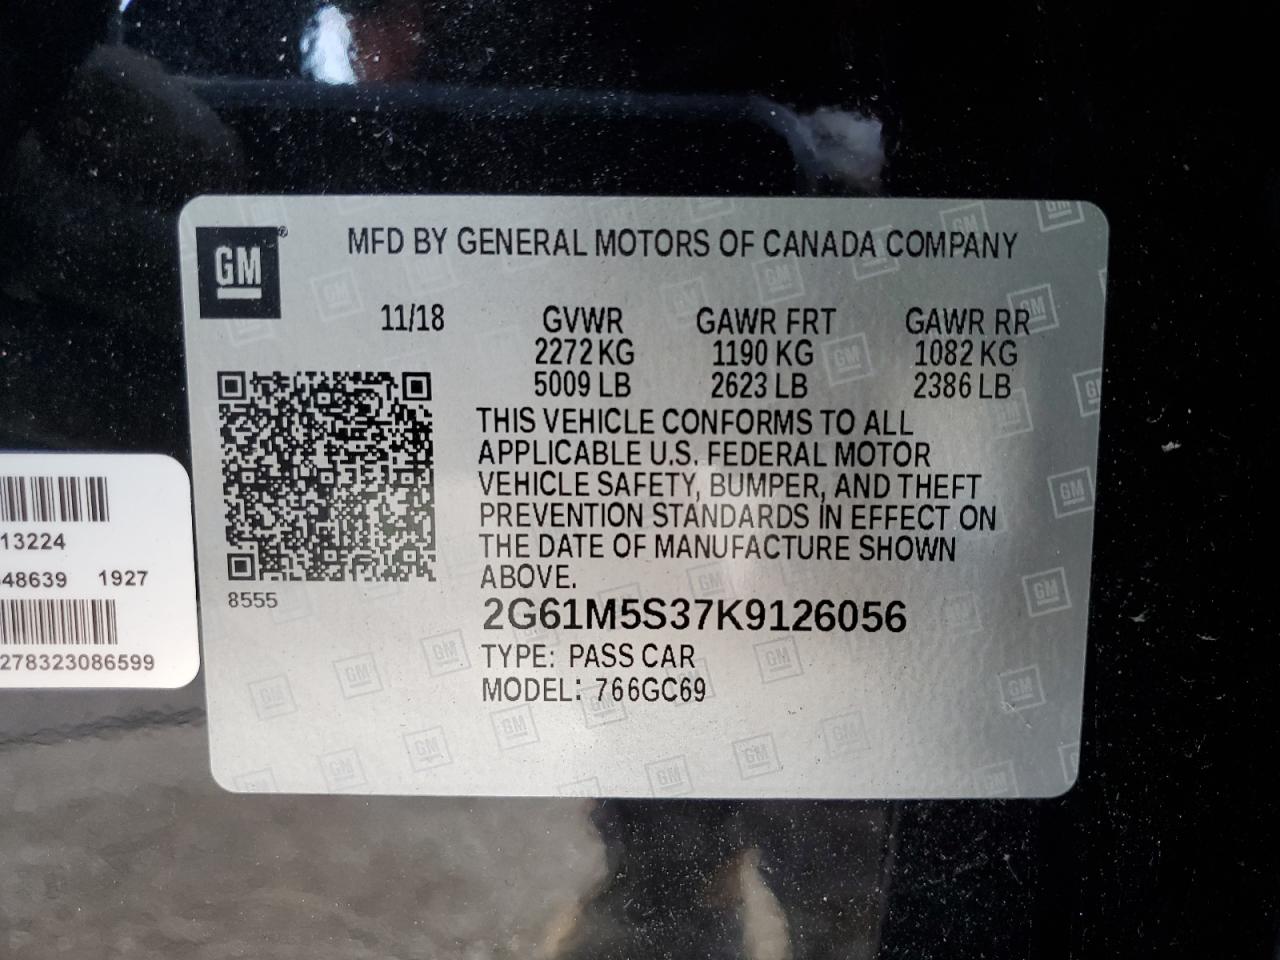 GM®
MFD BY GENERAL MOTORS OF CANADA COMPANY
11/18
GVWR GAWR FRT GAWR RR
2272 KG 1190 KG 1082 KG
5009 LB 2623 LB 2386 LB
THIS VEHICLE CONFORMS TO ALL
APPLICABLE U.S. FEDERAL MOTOR
VEHICLE SAFETY, BUMPER, AND THEFT
PREVENTION STANDARDS IN EFFECT ON
THE DATE OF MANUFACTURE SHOWN
ABOVE.
8555
2G61M5S37K9126056
TYPE: PASS CAR
MODEL: 766GC69
13224
48639 1927
278323086599